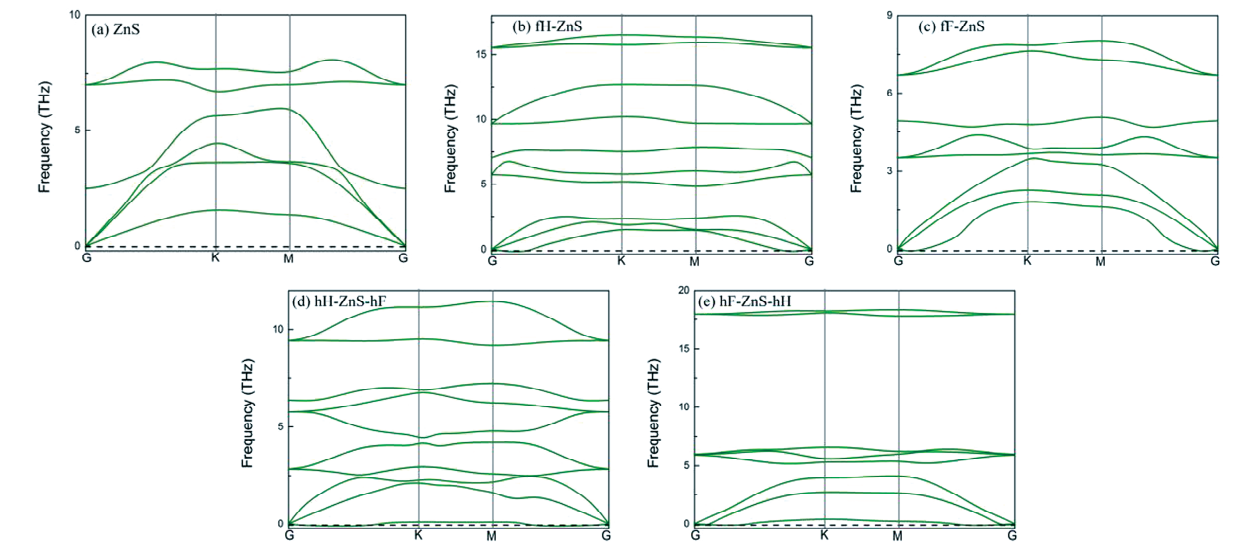 (a) ZnS
Frequency (THz)
10
5
0
G K M G
(b) fH-ZnS
Frequency (THz)
15
10
5
0
G K M G
(c) fF-ZnS
Frequency (THz)
9
6
3
0
G K M G
(d) hH-ZnS-hF
Frequency (THz)
10
5
0
G K M G
(e) hF-ZnS-hH
Frequency (THz)
20
15
10
5
0
G K M G